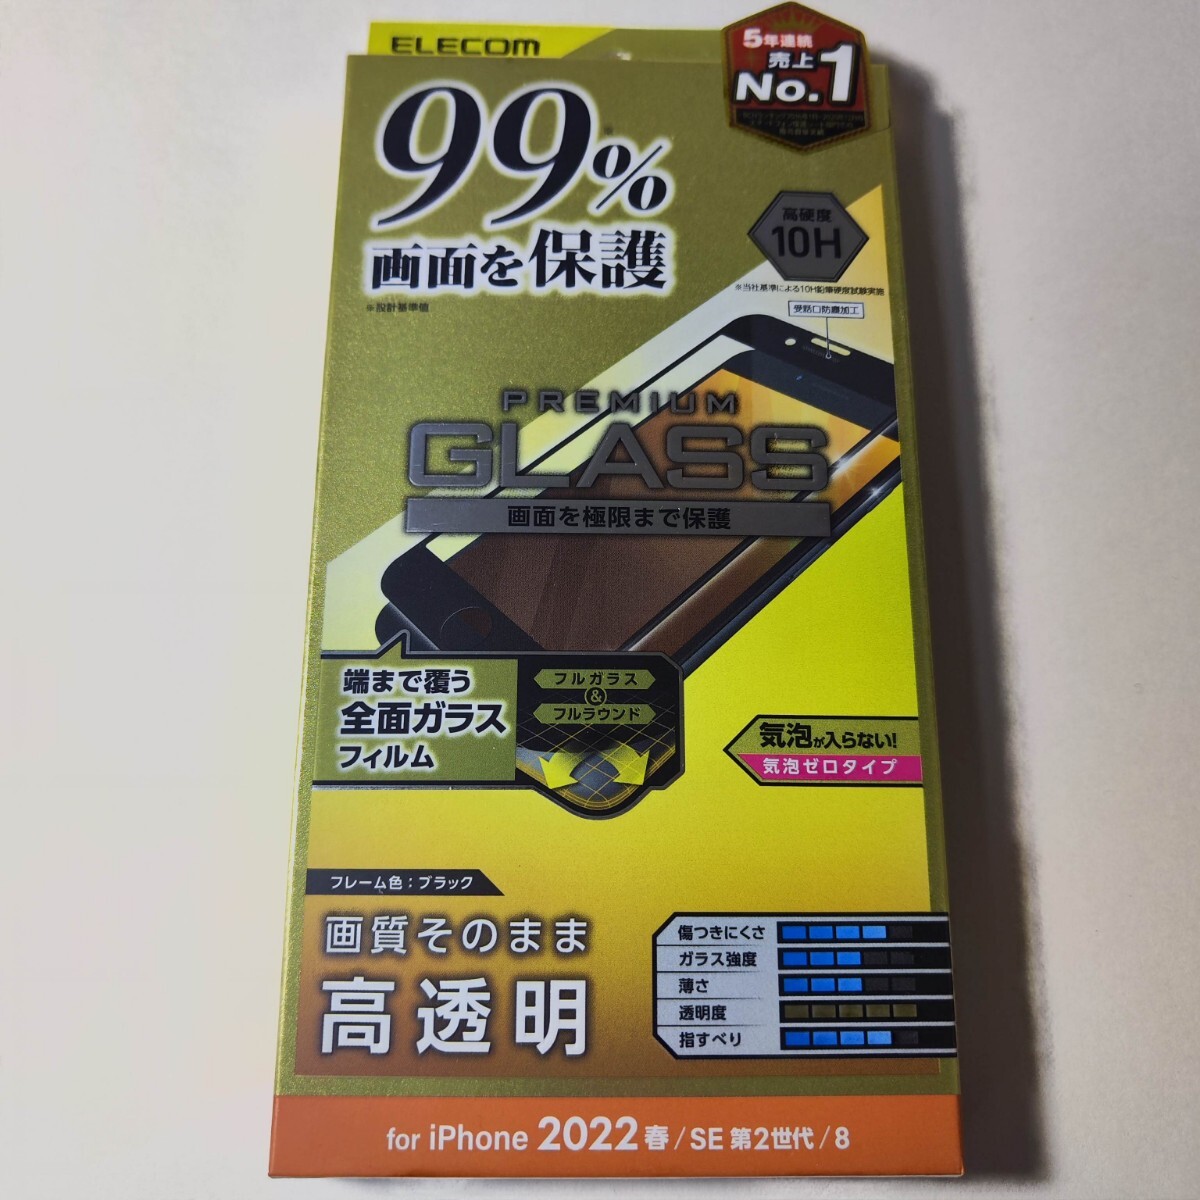 ELECOM
5年連続
売上
No.1
99%
※
画面を保護
※設計基準値
高硬度
10H
※当社基準による10H鉛筆硬度試験実施
受話口防塵加工
PREMIUM
GLASS
画面を極限まで保護
端まで覆う
全面ガラス
フィルム
フルガラス
&
フルラウンド
気泡が入らない!
気泡ゼロタイプ
フレーム色:ブラック
画質そのまま
高透明
傷つきにくさ
ガラス強度
薄さ
透明度
指すべり
for iPhone 2022春/SE 第2世代/8